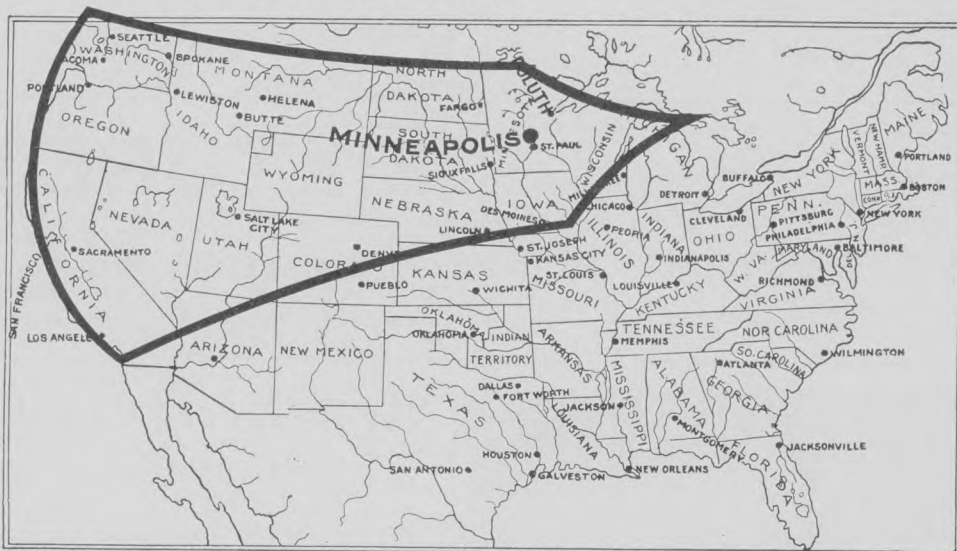 SEATTLE
WASHINGTON
ACOMA
SPOKANE
MONTANA
NORTH
DAKOTA
DULUTH
PORTLAND
LEWISTON
HELENA
FARGO
MINNESOTA
BUTTE
OREGON
IDAHO
SOUTH
DAKOTA
MINNEAPOLIS
ST. PAUL
WISCONSIN
SIOUX FALLS
WYOMING
MAINE
VERMONT
NEW HAMP.
PORTLAND
NEW YORK
BUFFALO
MASS
BOSTON
CONN
R.I.
DETROIT
CHICAGO
IOWA
DES MOINES
NEBRASKA
LINCOLN
NEVADA
SALT LAKE
CITY
UTAH
CALIFORNIA
SACRAMENTO
SAN FRANCISCO
CLEVELAND
PENN.
PITTSBURG
PHILADELPHIA
NEW YORK
ILLINOIS
PEORIA
INDIANA
OHIO
INDIANAPOLIS
MARYLAND
BALTIMORE
DEL
N.J.
W. VA.
COLORADO
PUEBLO
KANSAS
WICHITA
ST. JOSEPH
KANSAS CITY
MISSOURI
ST. LOUIS
LOUISVILLE
KENTUCKY
RICHMOND
VIRGINIA
LOS ANGELE
ARIZONA
NEW MEXICO
OKLAHOMA
OKLAHOMA
INDIAN
TERRITORY
ARKANSAS
TENNESSEE
MEMPHIS
NOR CAROLINA
SO. CAROLINA
WILMINGTON
ATLANTA
GEORGIA
ALABAMA
MISSISSIPPI
TEXAS
DALLAS
FORT WORTH
LOUISIANA
JACKSON
MONTGOMERY
FLORIDA
JACKSONVILLE
HOUSTON
SAN ANTONIO
GALVESTON
NEW ORLEANS